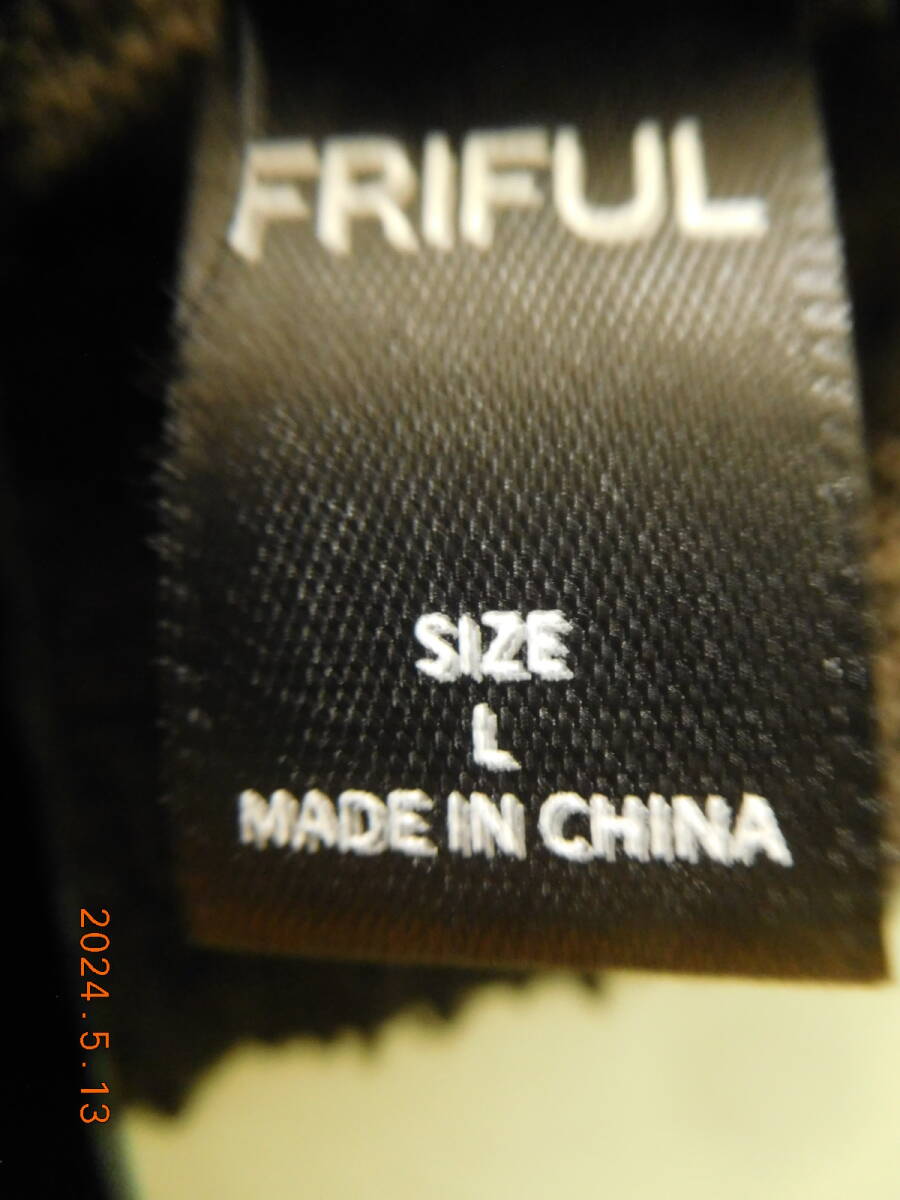 FRIFUL
SIZE
L
MADE IN CHINA
2024.5.13